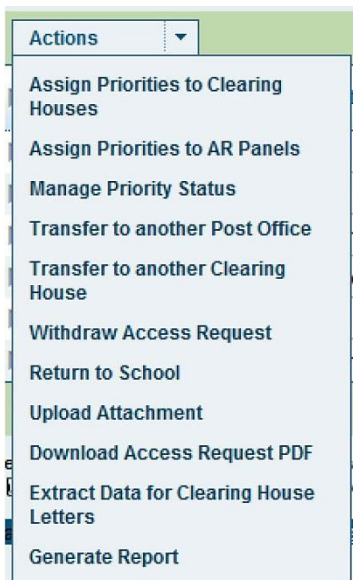 Actions
Assign Priorities to Clearing
Houses
Assign Priorities to AR Panels
Manage Priority Status
Transfer to another Post Office
Transfer to another Clearing
House
Withdraw Access Request
Return to School
Upload Attachment
Download Access Request PDF
Extract Data for Clearing House
Letters
Generate Report